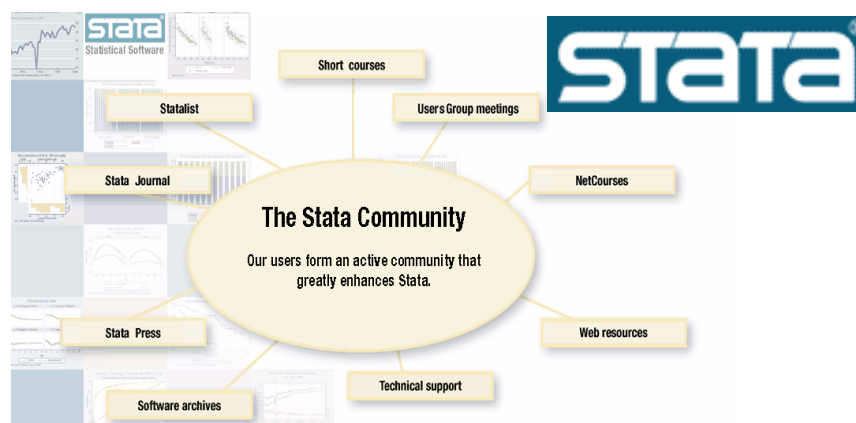 STATA
Statistical Software
STATA
Short courses
Statalist
Users Group meetings
Stata Journal
NetCourses
The Stata Community
Our users form an active community that
greatly enhances Stata.
Stata Press
Web resources
Technical support
Software archives